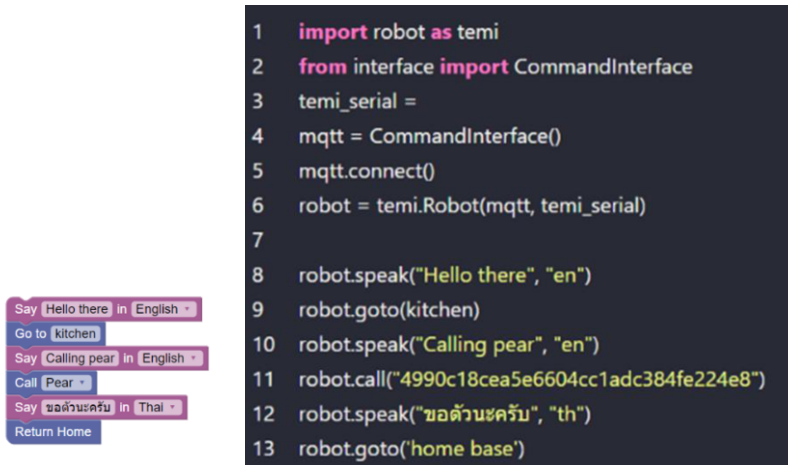 Say Hello there in English
Go to kitchen
Say Calling pear in English
Call Pear
Say ขอตัวนะครับ in Thai
Return Home
1 import robot as temi
2 from interface import CommandInterface
3 temi_serial =
4 mqtt = CommandInterface()
5 mqtt.connect()
6 robot = temi.Robot(mqtt, temi_serial)
7
8 robot.speak("Hello there", "en")
9 robot.goto(kitchen)
10 robot.speak("Calling pear", "en")
11 robot.call("4990c18cea5e6604cc1adc384fe224e8")
12 robot.speak("ขอตัวนะครับ", "th")
13 robot.goto('home base')